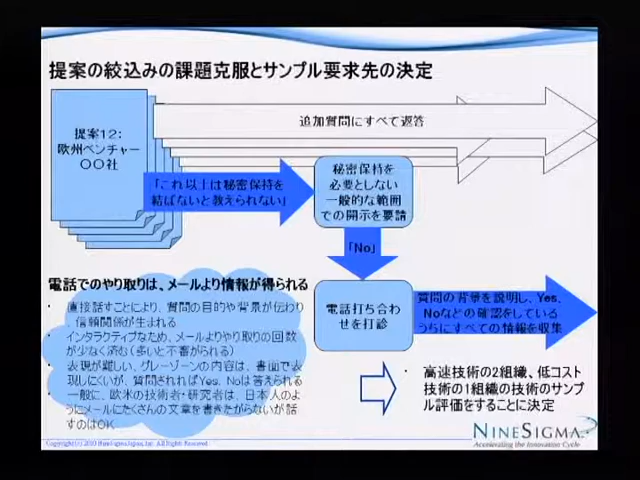 提案の絞込みの課題克服とサンプル要求先の決定
提案12:
欧州ベンチャー
〇〇社
追加質問にすべて返答
「これ以上は秘密保持を
結ばないと教えられない」
秘密保持を
必要としない
一般的な範囲
での開示を要請
「No」
電話打ち合わ
せを打診
質問の背景を説明し、Yes、
Noなどの確認をしている
うちにすべての情報を収集
電話でのやり取りは、メールより情報が得られる
・ 直接話すことにより、質問の目的や背景が伝わり
、信頼関係が生まれる
・ インタラクティブなため、メールよりやり取りの回数
が少なく済む(多いと不審がられる)
・ 表現が難しい、グレーゾーンの内容は、書面で表
現しにくいが、質問されればYes、Noは答えられる
・ 一般に、欧米の技術者・研究者は、日本人のよ
うにメールにたくさんの文章を書きたがらないが話
すのはOK
・ 高速技術の2組織、低コスト
技術の1組織の技術のサンプ
ル評価をすることに決定
NINESIGMA
Accelerating the Innovation Cycle